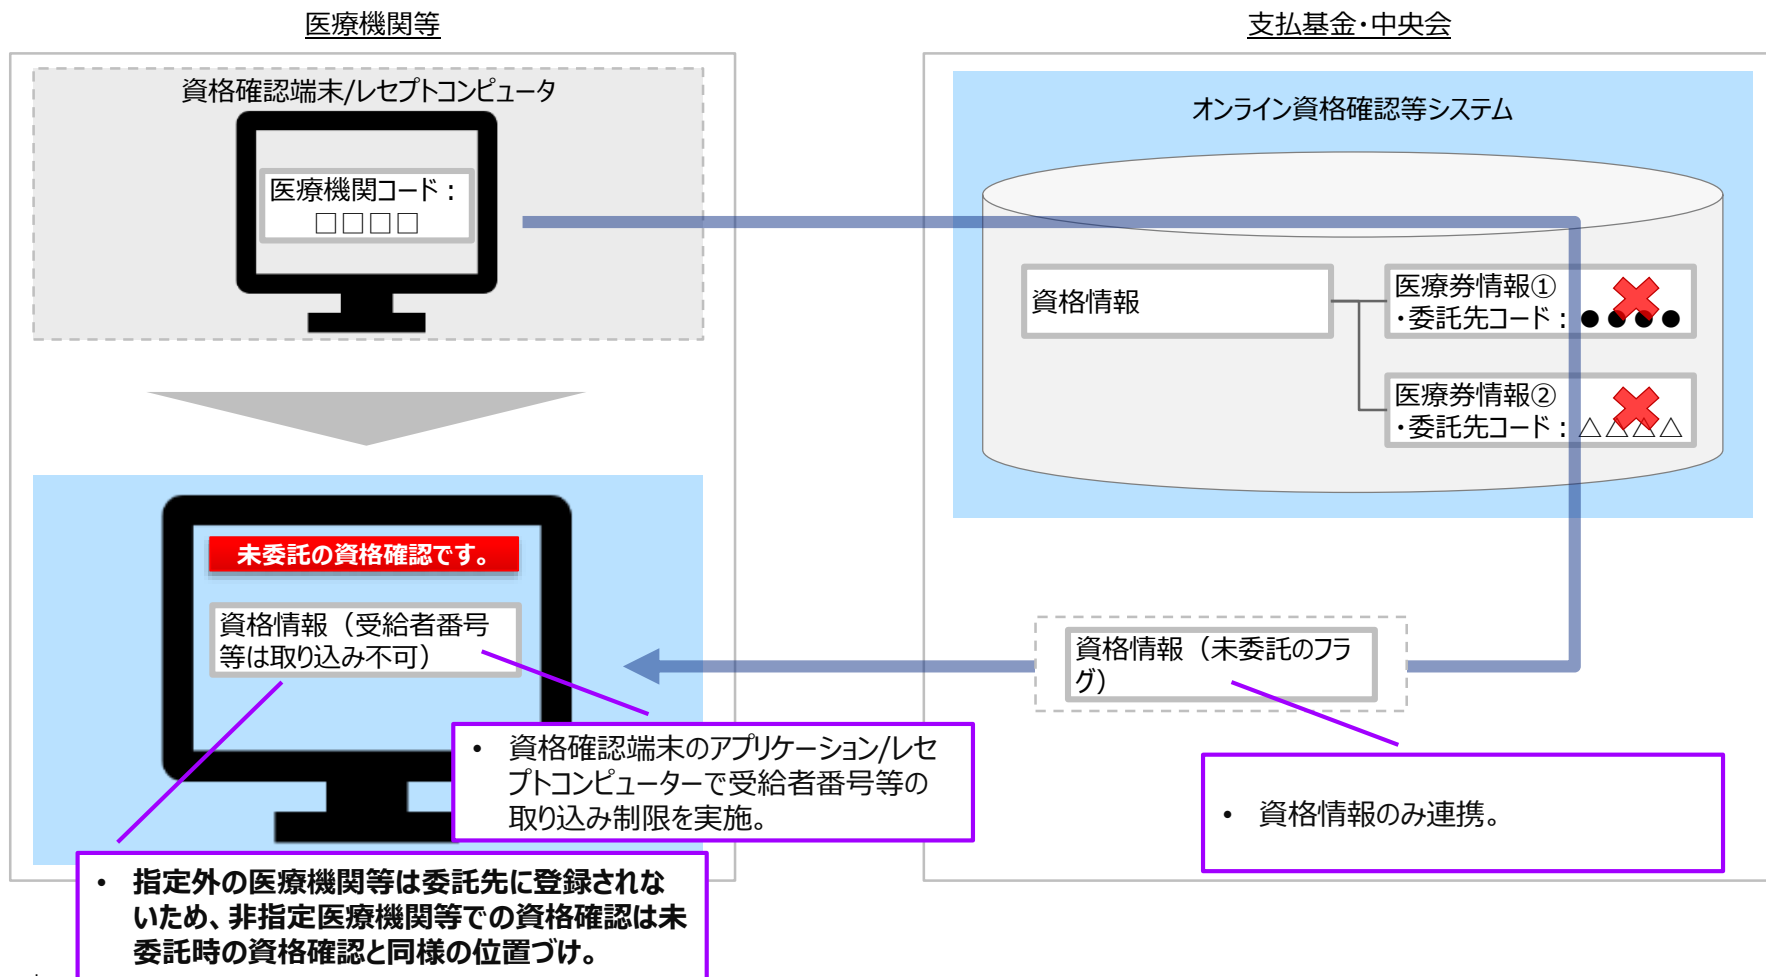 医療機関等
支払基金・中央会
資格確認端末/レセプトコンピュータ
医療機関コード：
□□□□
オンライン資格確認等システム
資格情報
医療券情報①
・委託先コード：●●●●
医療券情報②
・委託先コード：△△△△
未委託の資格確認です。
資格情報（受給者番号
等は取り込み不可）
資格情報（未委託のフラ
グ）
• 資格確認端末のアプリケーション/レセ
プトコンピューターで受給者番号等の
取り込み制限を実施。
• 資格情報のみ連携。
• 指定外の医療機関等は委託先に登録されな
いため、非指定医療機関等での資格確認は未
委託時の資格確認と同様の位置づけ。